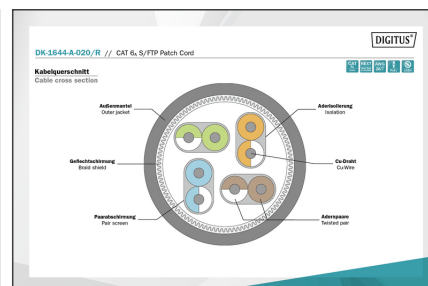 DIGITUS®
DK-1644-A-020/R // CAT 6A S/FTP Patch Cord
Kabelquerschnitt
Cable cross section
Außenmantel
Outer jacket
Aderisolierung
Isolation
Geflechtschirmung
Braid shield
Cu-Draht
Cu-Wire
Paarabschirmung
Pair screen
Aderspaare
Twisted pair